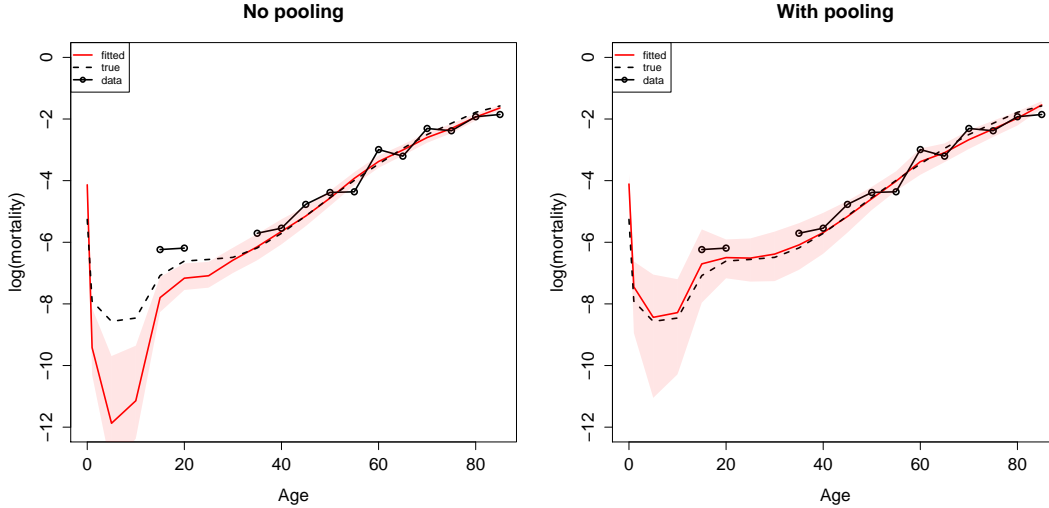 No pooling
With pooling
fitted
true
data
fitted
true
data
log(mortality)
0
−2
−4
−6
−8
−10
−12
0 20 40 60 80
Age
log(mortality)
0
−2
−4
−6
−8
−10
−12
0 20 40 60 80
Age